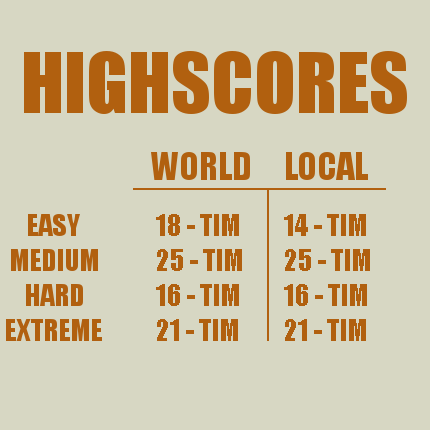 HIGHSCORES
WORLD LOCAL
EASY 18 - TIM 14 - TIM
MEDIUM 25 - TIM 25 - TIM
HARD 16 - TIM 16 - TIM
EXTREME 21 - TIM 21 - TIM